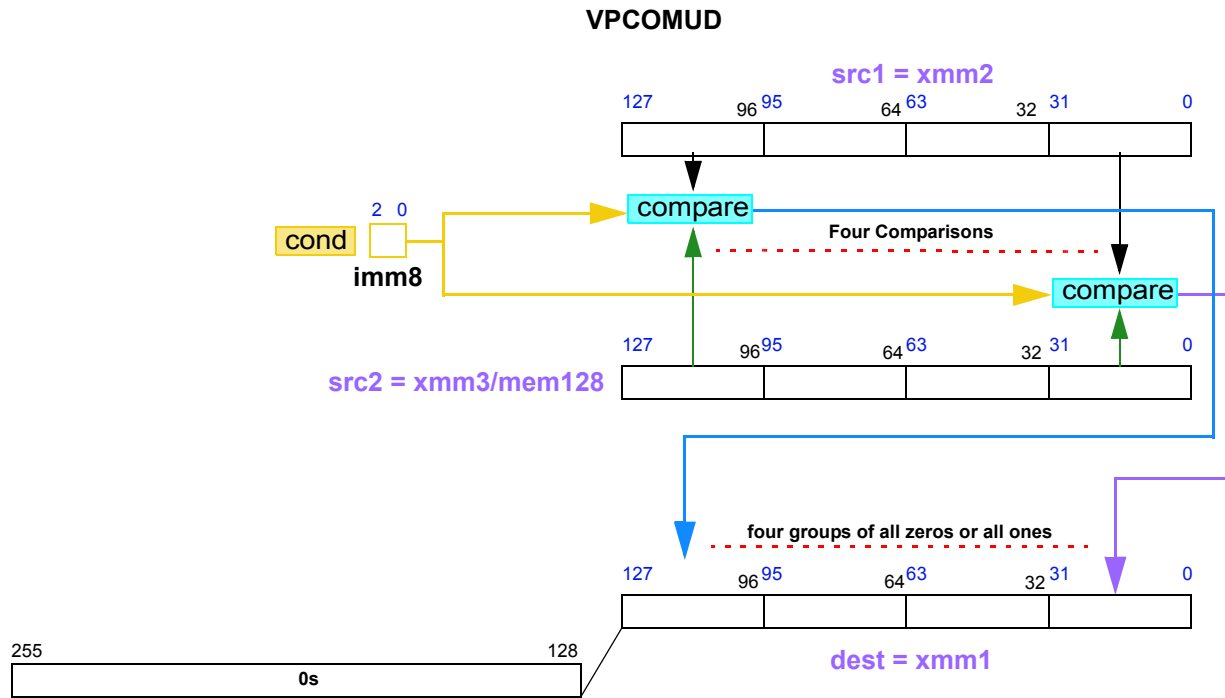 VPCOMUD
src1 = xmm2
127 96 95 64 63 32 31 0
2 0
cond
imm8
compare
Four Comparisons
compare
127 96 95 64 63 32 31 0
src2 = xmm3/mem128
four groups of all zeros or all ones
127 96 95 64 63 32 31 0
255 128
0s
dest = xmm1